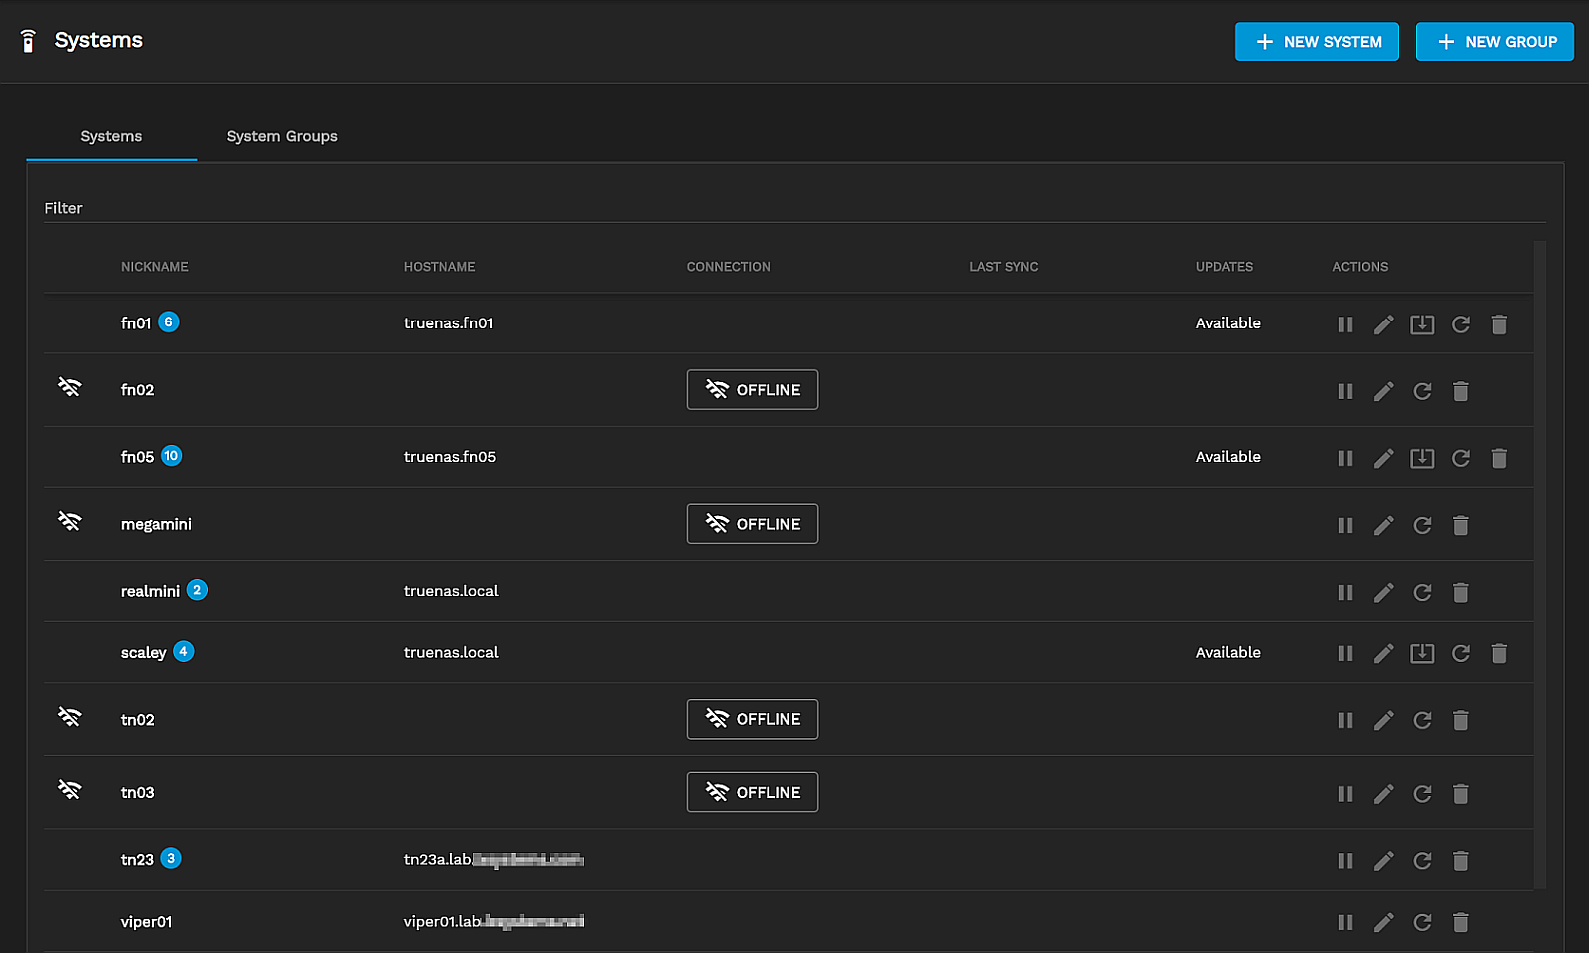 Systems
+ NEW SYSTEM
+ NEW GROUP
Systems
System Groups
Filter
NICKNAME HOSTNAME CONNECTION LAST SYNC UPDATES ACTIONS
fn01 6 truenas.fn01 Available
fn02 OFFLINE
fn05 10 truenas.fn05 Available
megamini OFFLINE
realmini 2 truenas.local
scaley 4 truenas.local Available
tn02 OFFLINE
tn03 OFFLINE
tn23 3 tn23a.lab.
viper01 viper01.lab